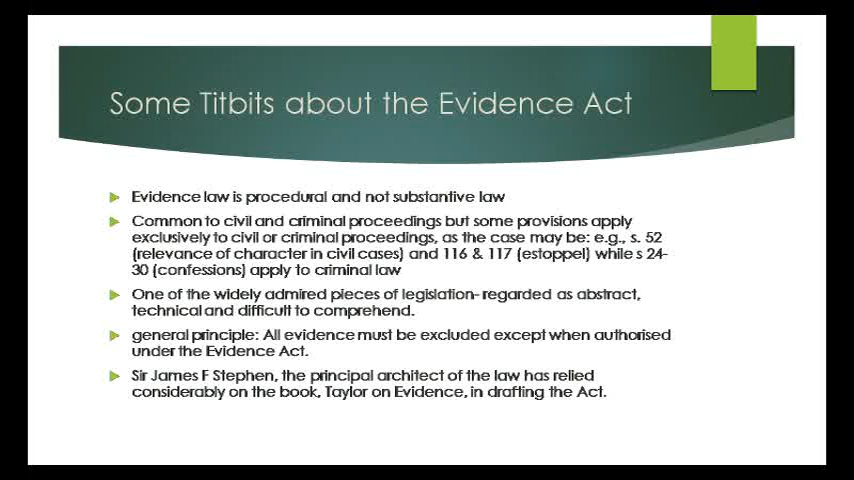 Some Titbits about the Evidence Act
Evidence law is procedural and not substantive law
Common to civil and criminal proceedings but some provisions apply
exclusively to civil or criminal proceedings, as the case may be: e.g., s. 52
(relevance of character in civil cases) and 116 & 117 (estoppel) while s 24-
30 (confessions) apply to criminal law
One of the widely admired pieces of legislation- regarded as abstract,
technical and difficult to comprehend.
general principle: All evidence must be excluded except when authorised
under the Evidence Act.
Sir James F Stephen, the principal architect of the law has relied
considerably on the book, Taylor on Evidence, in drafting the Act.